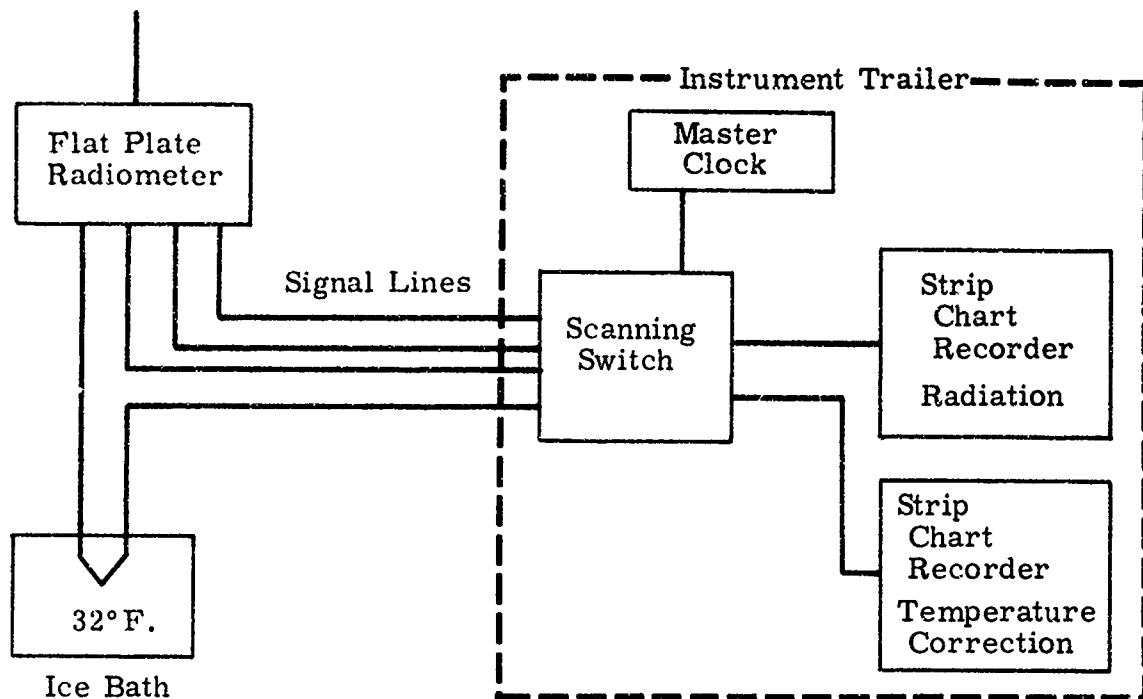 Instrument Trailer
Flat Plate
Radiometer
Master
Clock
Signal Lines
Scanning
Switch
Strip
Chart
Recorder
Radiation
Strip
Chart
Recorder
Temperature
Correction
32°F.
Ice Bath